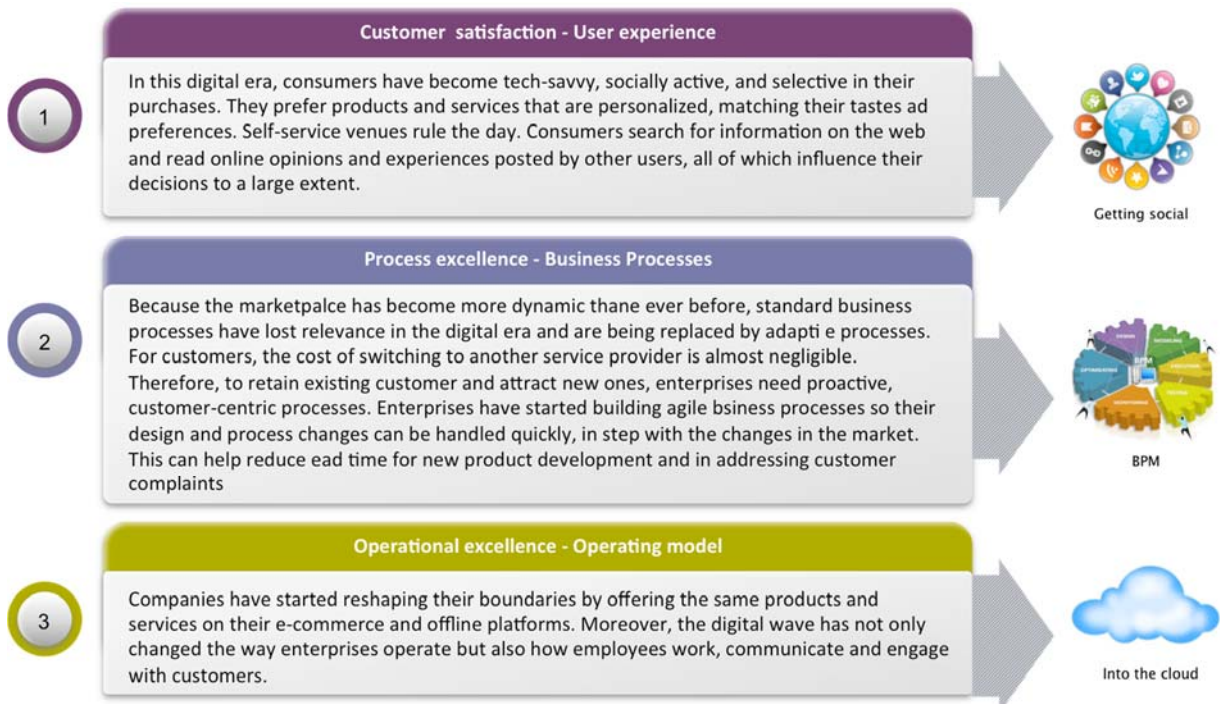 Customer satisfaction - User experience
1
In this digital era, consumers have become tech-savvy, socially active, and selective in their
purchases. They prefer products and services that are personalized, matching their tastes ad
preferences. Self-service venues rule the day. Consumers search for information on the web
and read online opinions and experiences posted by other users, all of which influence their
decisions to a large extent.
Getting social
Process excellence - Business Processes
2
Because the marketpalce has become more dynamic thane ever before, standard business
processes have lost relevance in the digital era and are being replaced by adapti e processes.
For customers, the cost of switching to another service provider is almost negligible.
Therefore, to retain existing customer and attract new ones, enterprises need proactive,
customer-centric processes. Enterprises have started building agile bsiness processes so their
design and process changes can be handled quickly, in step with the changes in the market.
This can help reduce ead time for new product development and in addressing customer
complaints
BPM
BPM
Operational excellence - Operating model
3
Companies have started reshaping their boundaries by offering the same products and
services on their e-commerce and offline platforms. Moreover, the digital wave has not only
changed the way enterprises operate but also how employees work, communicate and engage
with customers.
Into the cloud